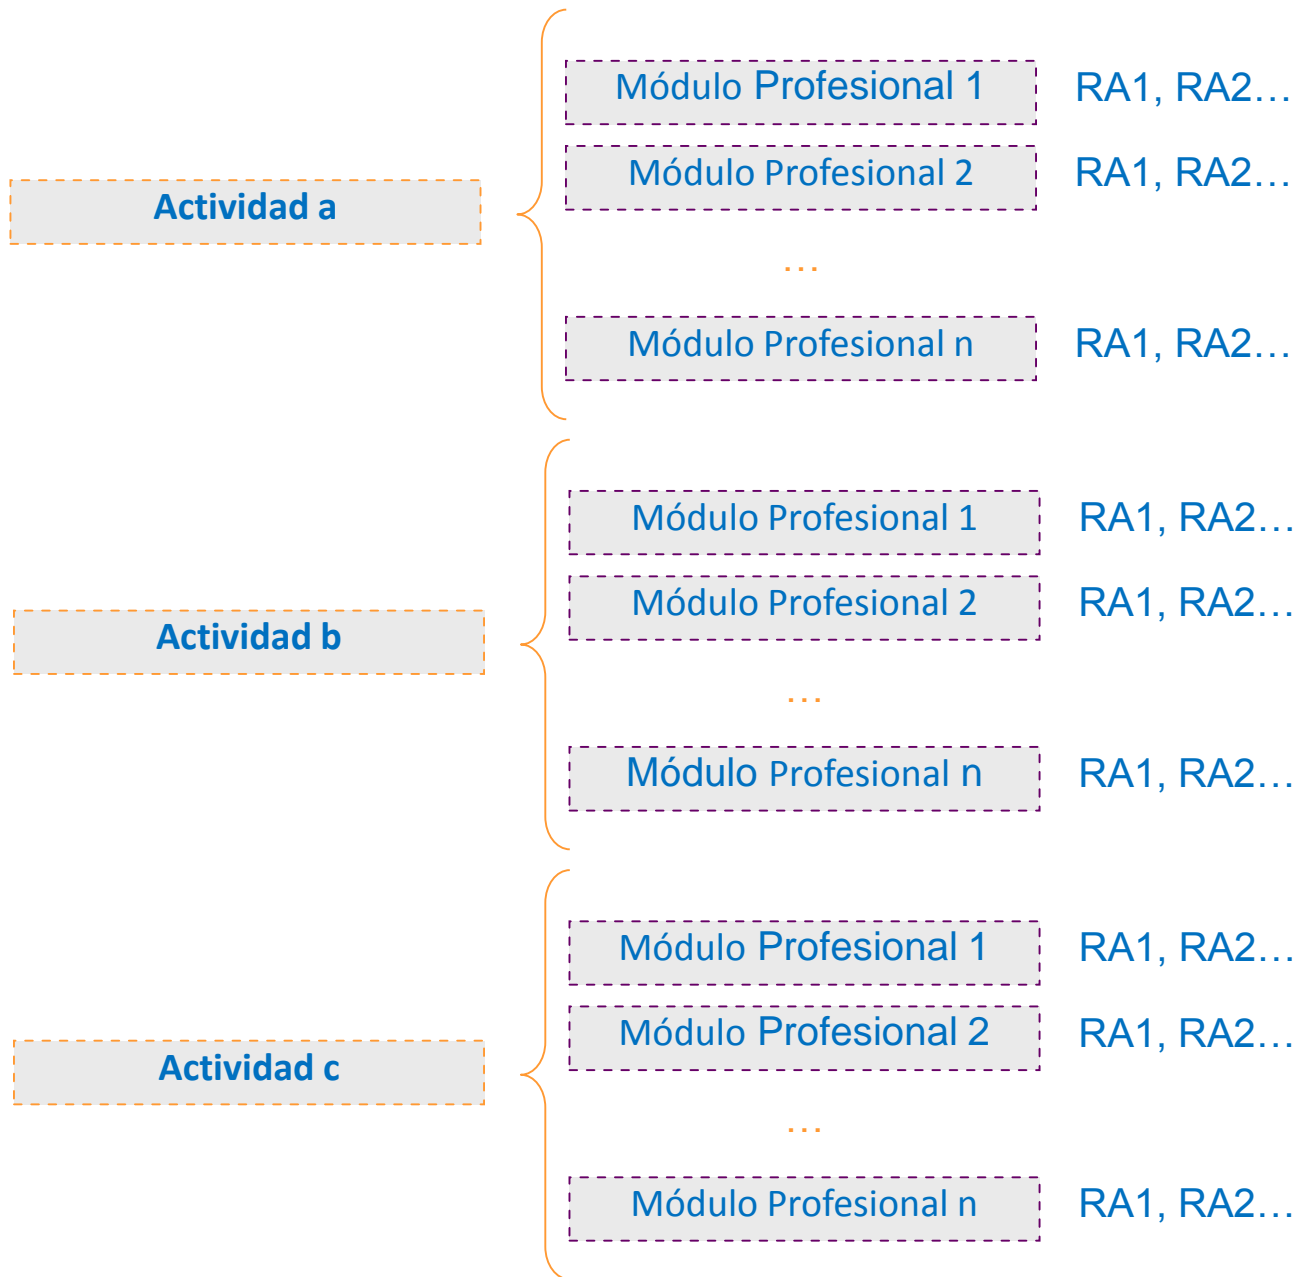 Módulo Profesional 1 RA1, RA2…
Módulo Profesional 2 RA1, RA2…
Actividad a
…
Módulo Profesional n RA1, RA2…
Módulo Profesional 1 RA1, RA2…
Módulo Profesional 2 RA1, RA2…
Actividad b
…
Módulo Profesional n RA1, RA2…
Módulo Profesional 1 RA1, RA2…
Módulo Profesional 2 RA1, RA2…
Actividad c
…
Módulo Profesional n RA1, RA2…